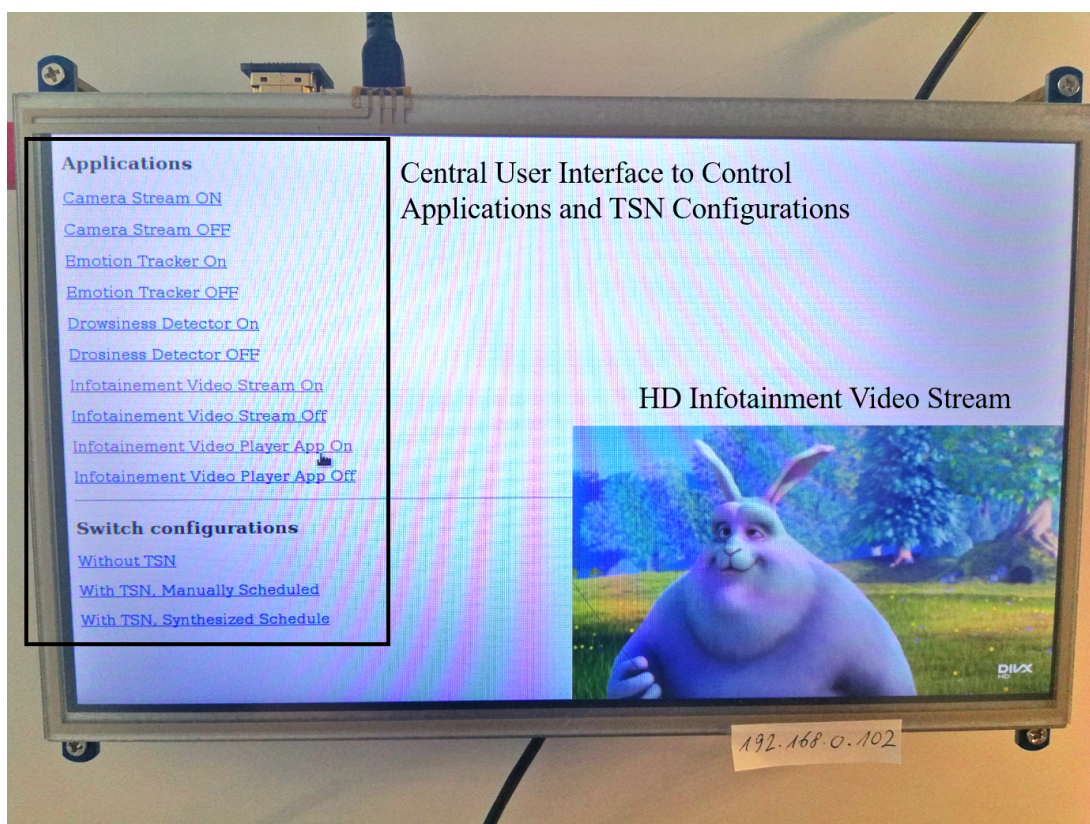 Applications
Camera Stream ON
Camera Stream OFF
Emotion Tracker On
Emotion Tracker OFF
Drowsiness Detector On
Drosiness Detector OFF
Infotainement Video Stream On
Infotainement Video Stream Off
Infotainement Video Player App On
Infotainement Video Player App Off
Switch configurations
Without TSN
With TSN, Manually Scheduled
With TSN, Synthesized Schedule
Central User Interface to Control
Applications and TSN Configurations
HD Infotainment Video Stream
DIVX
HD
192.168.0.102